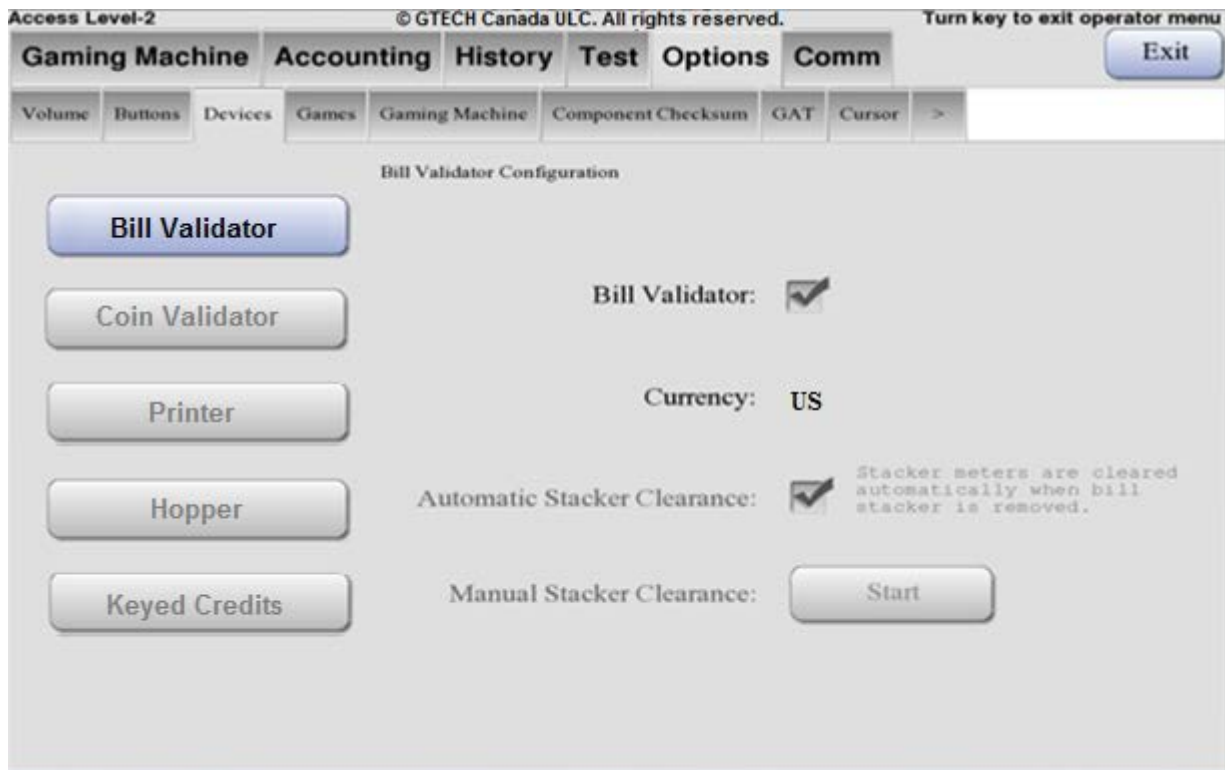 Access Level-2 © GTECH Canada ULC. All rights reserved. Turn key to exit operator menu
Gaming Machine Accounting History Test Options Comm Exit
Volume Buttons Devices Games Gaming Machine Component Checksum GAT Cursor >
Bill Validator Configuration
Bill Validator
Bill Validator:
Coin Validator
Printer
Currency: US
Hopper
Automatic Stacker Clearance:
Stacker meters are cleared
automatically when bill
stacker is removed.
Keyed Credits
Manual Stacker Clearance: Start